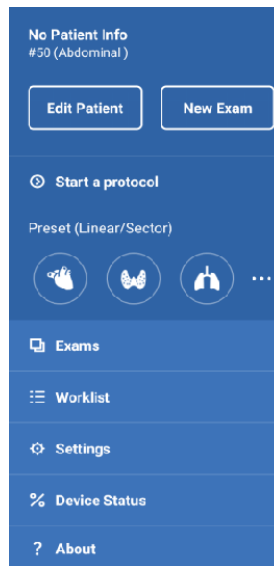 No Patient Info
#50 (Abdominal )
Edit Patient
New Exam
Start a protocol
Preset (Linear/Sector)
...
Exams
Worklist
Settings
Device Status
? About